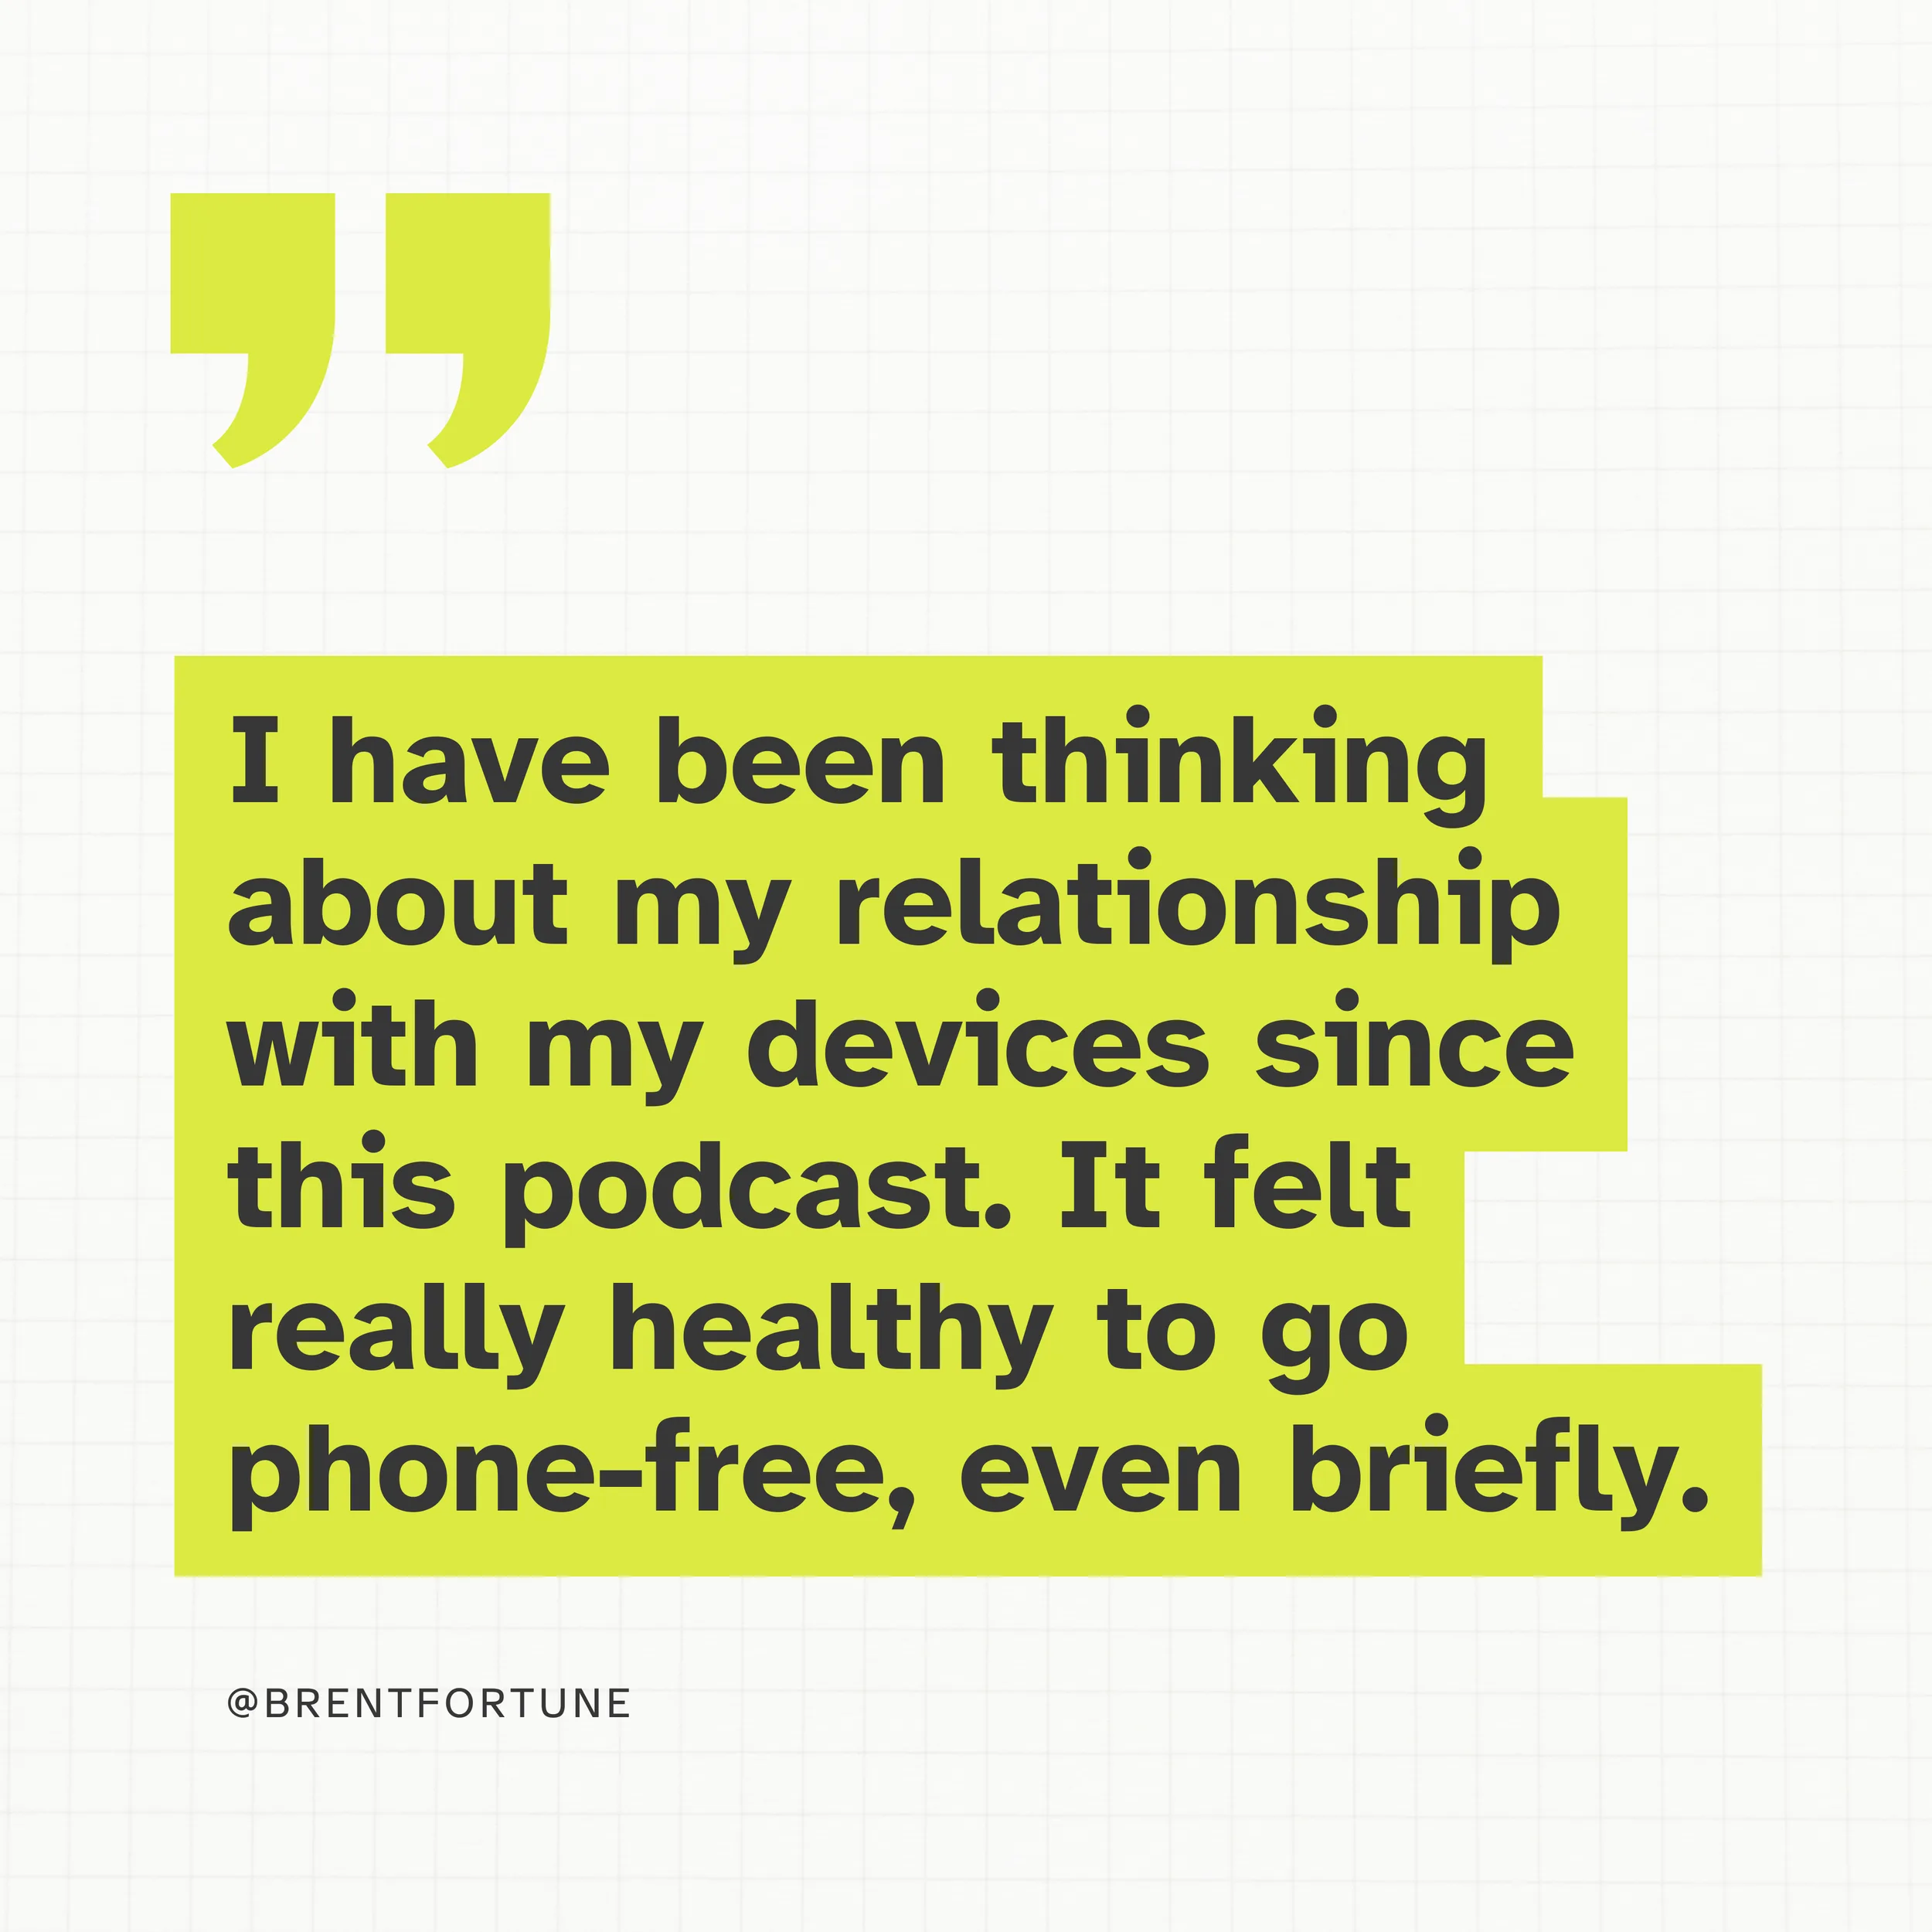 ”
I have been thinking
about my relationship
with my devices since
this podcast. It felt
really healthy to go
phone-free, even briefly.
@BRENTFORTUNE